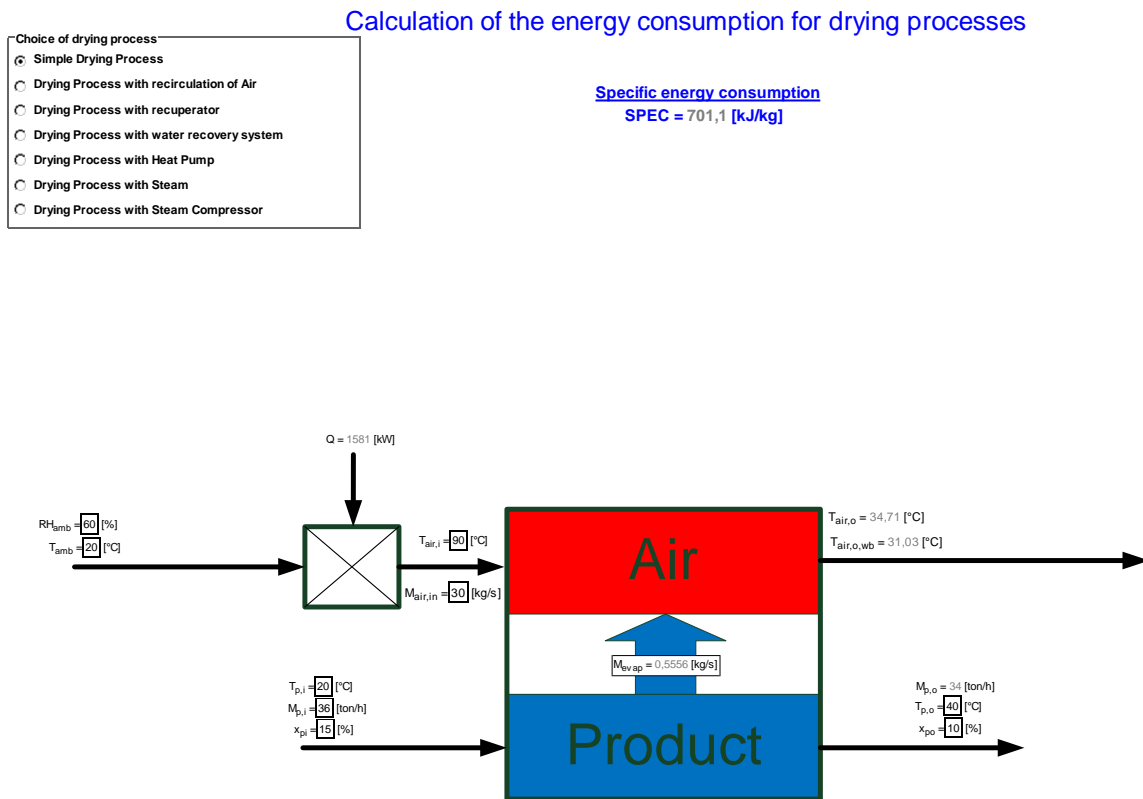 Calculation of the energy consumption for drying processes
Choice of drying process
Simple Drying Process
Drying Process with recirculation of Air
Drying Process with recuperator
Drying Process with water recovery system
Drying Process with Heat Pump
Drying Process with Steam
Drying Process with Steam Compressor
Specific energy consumption
SPEC = 701,1 [kJ/kg]
Q = 1581 [kW]
RHamb = 60 [%]
Tamb = 20 [°C]
Tair,i = 90 [°C]
Mair,in = 30 [kg/s]
Air
Tair,o = 34,71 [°C]
Tair,o,wb = 31,03 [°C]
Mevap = 0,5556 [kg/s]
Tp,i = 20 [°C]
Mp,i = 36 [ton/h]
xpi = 15 [%]
Product
Mp,o = 34 [ton/h]
Tp,o = 40 [°C]
xpo = 10 [%]